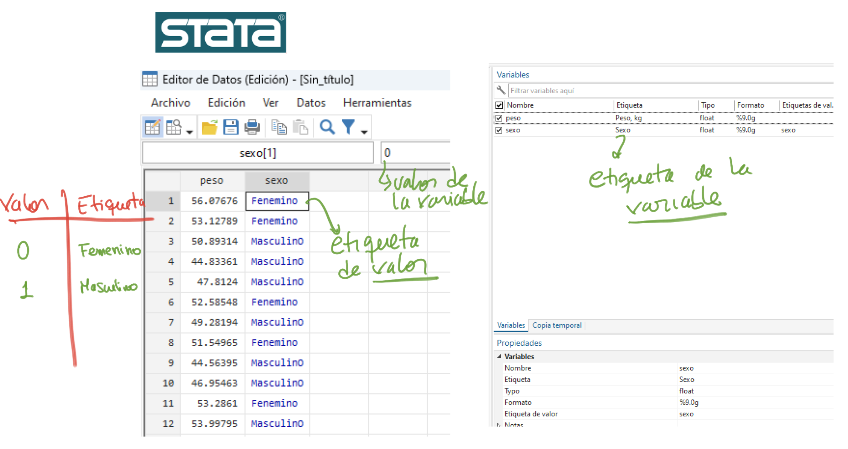 STATA
Editor de Datos (Edición) - [Sin_título]
Archivo Edición Ver Datos Herramientas
sexo[1] 0
peso sexo
1 56.07676 Fenemino
2 53.12789 Fenemino
3 50.89314 MasculinO
4 44.83361 MasculinO
5 47.8124 MasculinO
6 52.58548 Fenemino
7 49.28194 MasculinO
8 51.54965 Fenemino
9 44.56395 MasculinO
10 46.95463 MasculinO
11 53.2861 Fenemino
12 53.99795 MasculinO
Valor Etiqueta
0 Femenino
1 Masculino
valor de
la variable
etiqueta
de valor
Variables
Filtrar variables aquí
Nombre Etiqueta Tipo Formato Etiquetas de val.
peso Peso, kg float %9.0g
sexo Sexo float %9.0g sexo
etiqueta de la
variable
Variables Copia temporal
Propiedades
Variables
Nombre sexo
Etiqueta Sexo
Tipo float
Formato %9.0g
Etiqueta de valor sexo
Notas